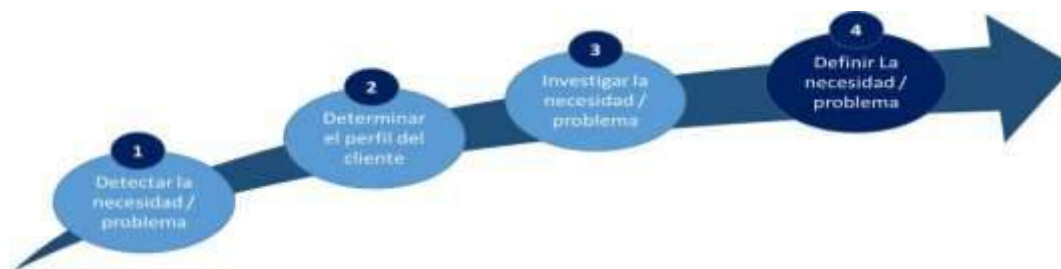 1
Detectar la
necesidad /
problema
2
Determinar
el perfil del
cliente
3
Investigar la
necesidad /
problema
4
Definir La
necesidad /
problema